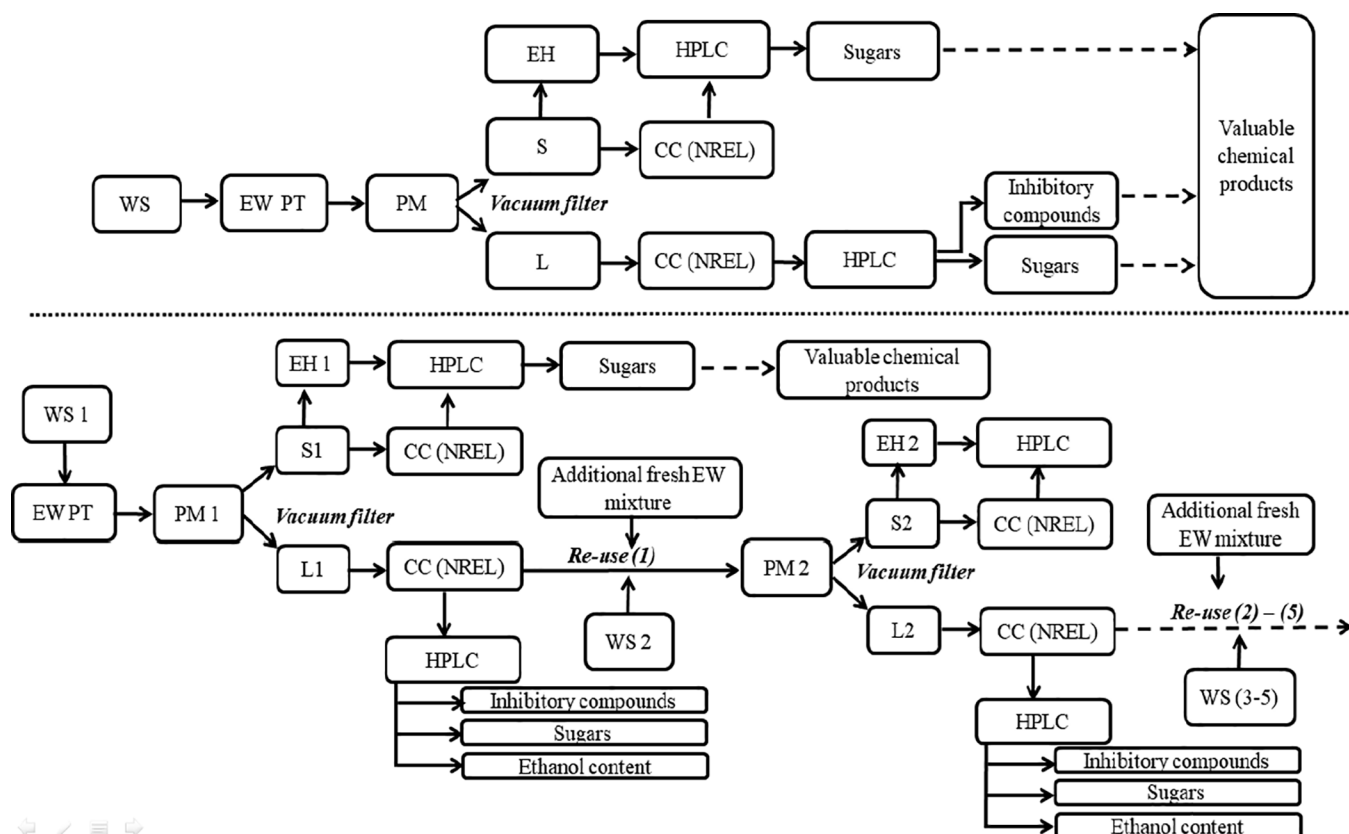 EH
HPLC
Sugars
Valuable
chemical
products
S
CC (NREL)
WS
EW PT
PM
Vacuum filter
L
CC (NREL)
HPLC
Inhibitory
compounds
Sugars
EH 1
HPLC
Sugars
Valuable chemical
products
WS 1
S1
CC (NREL)
EW PT
PM 1
Vacuum filter
L1
CC (NREL)
Additional fresh EW
mixture
Re-use (1)
WS 2
HPLC
Inhibitory compounds
Sugars
Ethanol content
PM 2
EH 2
HPLC
S2
CC (NREL)
Vacuum filter
L2
CC (NREL)
Additional fresh
EW mixture
Re-use (2) – (5)
WS (3-5)
HPLC
Inhibitory compounds
Sugars
Ethanol content